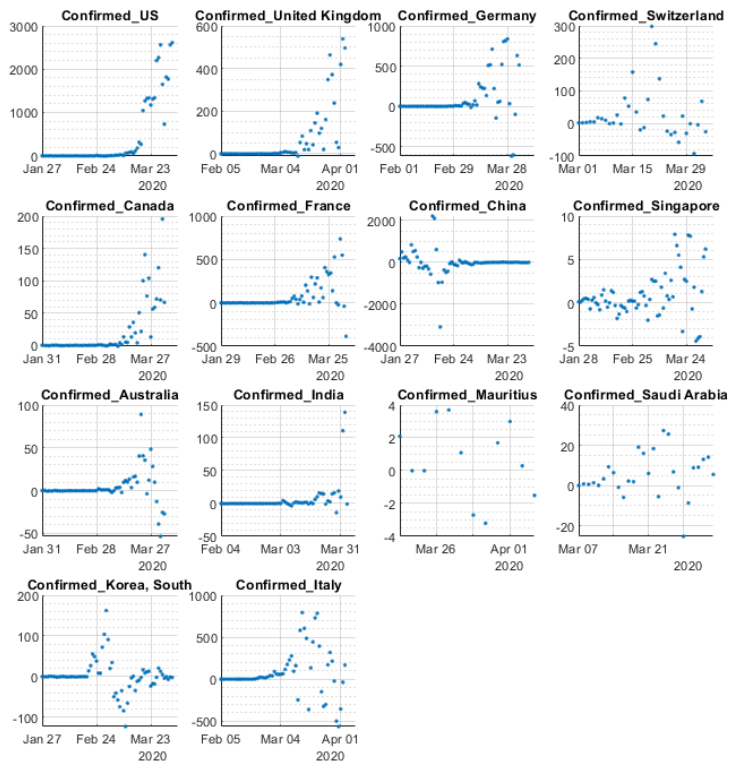 Confirmed_US
3000
2000
1000
0
Jan 27
Feb 24
Mar 23
2020
Confirmed_United Kingdom
600
400
200
0
Feb 05
Mar 04
Apr 01
2020
Confirmed_Germany
1000
500
0
-500
Feb 01
Feb 29
Mar 28
2020
Confirmed_Switzerland
300
200
100
0
-100
Mar 01
Mar 15
Mar 29
2020
Confirmed_Canada
200
150
100
50
0
Jan 31
Feb 28
Mar 27
2020
Confirmed_France
1000
500
0
-500
Jan 29
Feb 26
Mar 25
2020
Confirmed_China
2000
0
-2000
-4000
Jan 27
Feb 24
Mar 23
2020
Confirmed_Singapore
10
5
0
-5
Jan 28
Feb 25
Mar 24
2020
Confirmed_Australia
100
50
0
-50
Jan 31
Feb 28
Mar 27
2020
Confirmed_India
150
100
50
0
-50
Feb 04
Mar 03
Mar 31
2020
Confirmed_Mauritius
4
2
0
-2
-4
Mar 26
Apr 01
2020
Confirmed_Saudi Arabia
40
20
0
-20
Mar 07
Mar 21
2020
Confirmed_Korea, South
200
100
0
-100
Jan 27
Feb 24
Mar 23
2020
Confirmed_Italy
1000
500
0
-500
Feb 05
Mar 04
Apr 01
2020